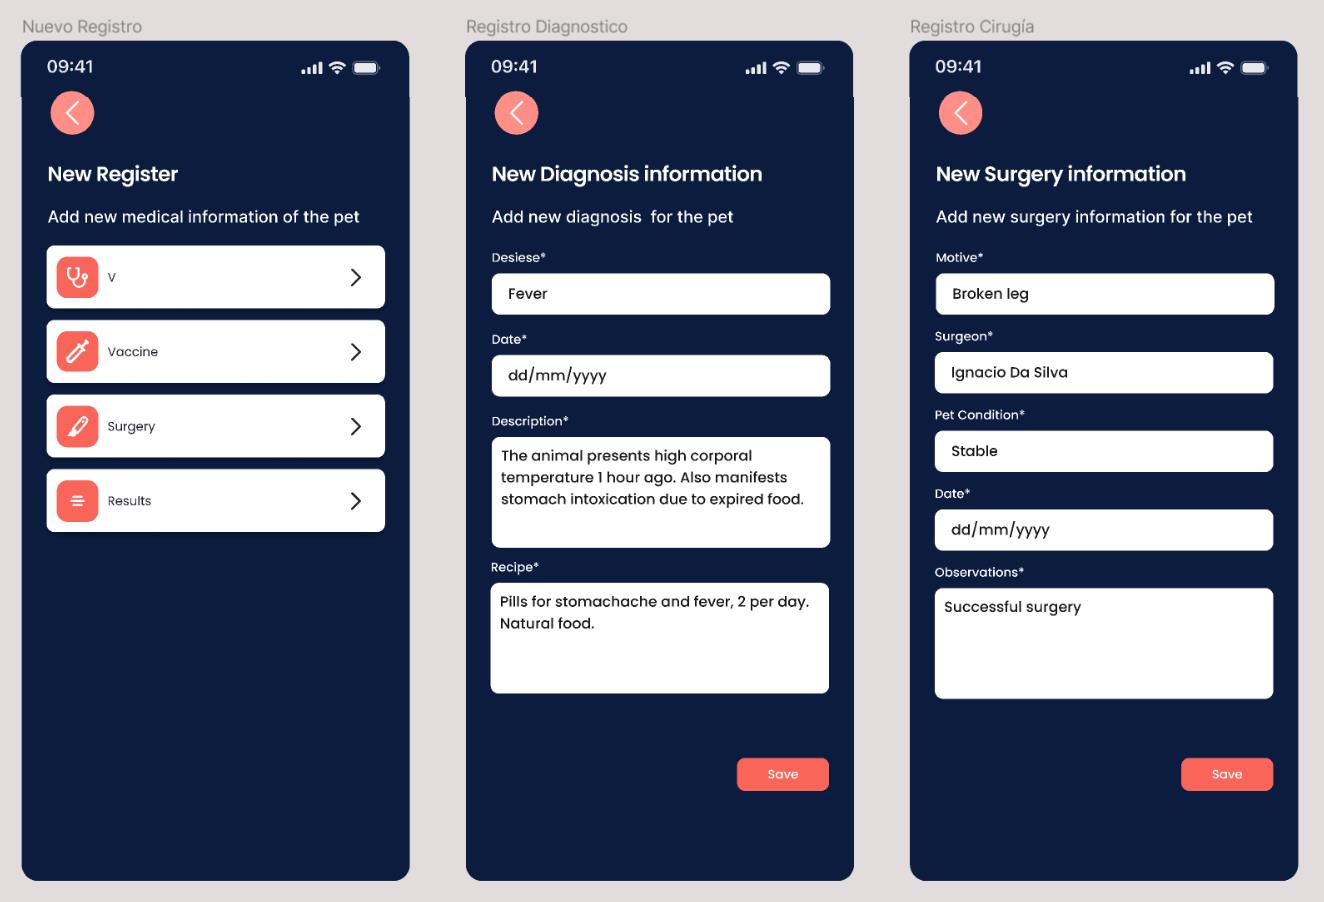 Nuevo Registro
09:41
New Register
Add new medical information of the pet
V
Vaccine
Surgery
Results
Registro Diagnostico
09:41
New Diagnosis information
Add new diagnosis  for the pet
Desiese*
Fever
Date*
dd/mm/yyyy
Description*
The animal presents high corporal
temperature 1 hour ago. Also manifests
stomach intoxication due to expired food.
Recipe*
Pills for stomachache and fever, 2 per day.
Natural food.
Save
Registro Cirugía
09:41
New Surgery information
Add new surgery information for the pet
Motive*
Broken leg
Surgeon*
Ignacio Da Silva
Pet Condition*
Stable
Date*
dd/mm/yyyy
Observations*
Successful surgery
Save